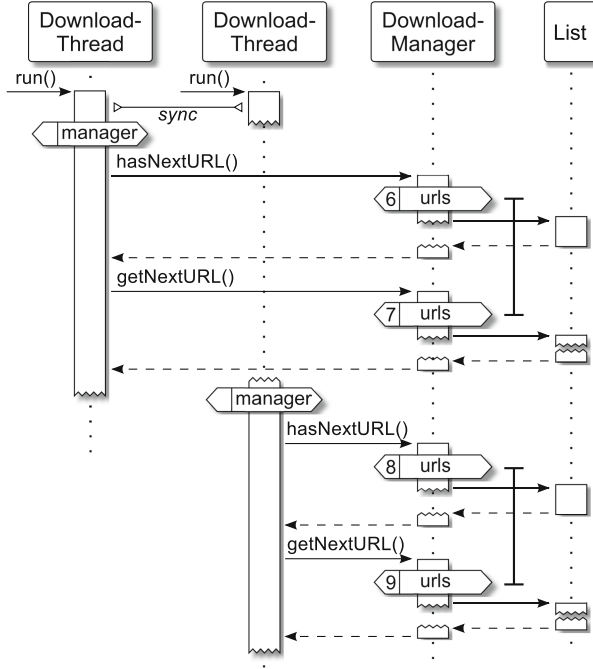 Download-
Thread
Download-
Thread
Download-
Manager
List
run()
run()
sync
manager
hasNextURL()
6 urls
getNextURL()
7 urls
manager
hasNextURL()
8 urls
getNextURL()
9 urls